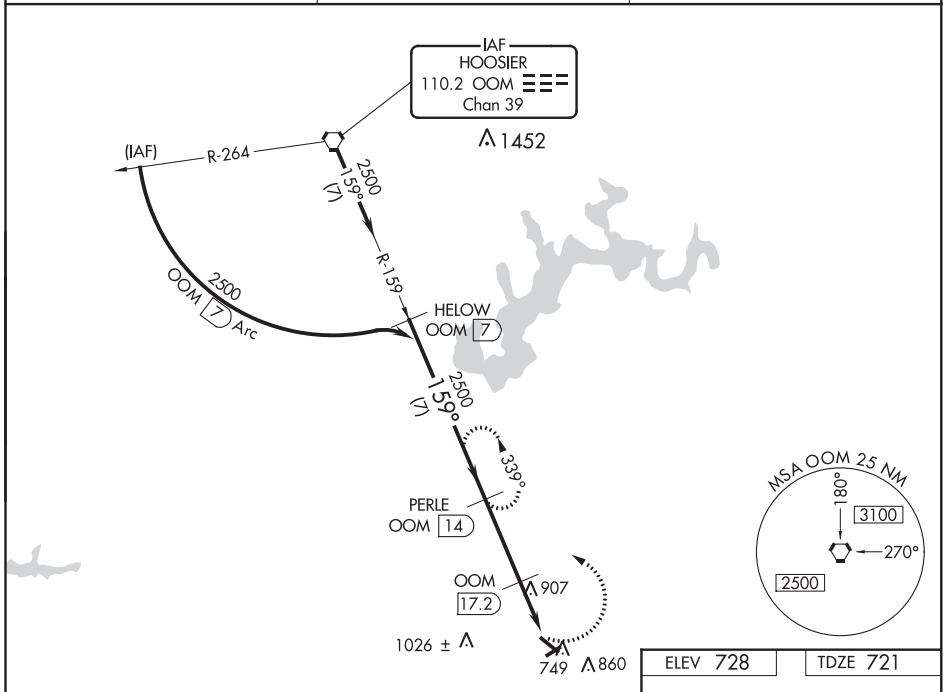 IAF
HOOSIER
110.2 OOM
Chan 39
1452
(IAF)
R-264
2500
159°
(7)
R-159
2500
OOM 7 Arc
HELOW
OOM 7
2500
159°
(7)
339°
PERLE
OOM 14
OOM
17.2
907
1026 ±
749
860
MSA OOM 25 NM
180°
3100
270°
2500
ELEV 728
TDZE 721